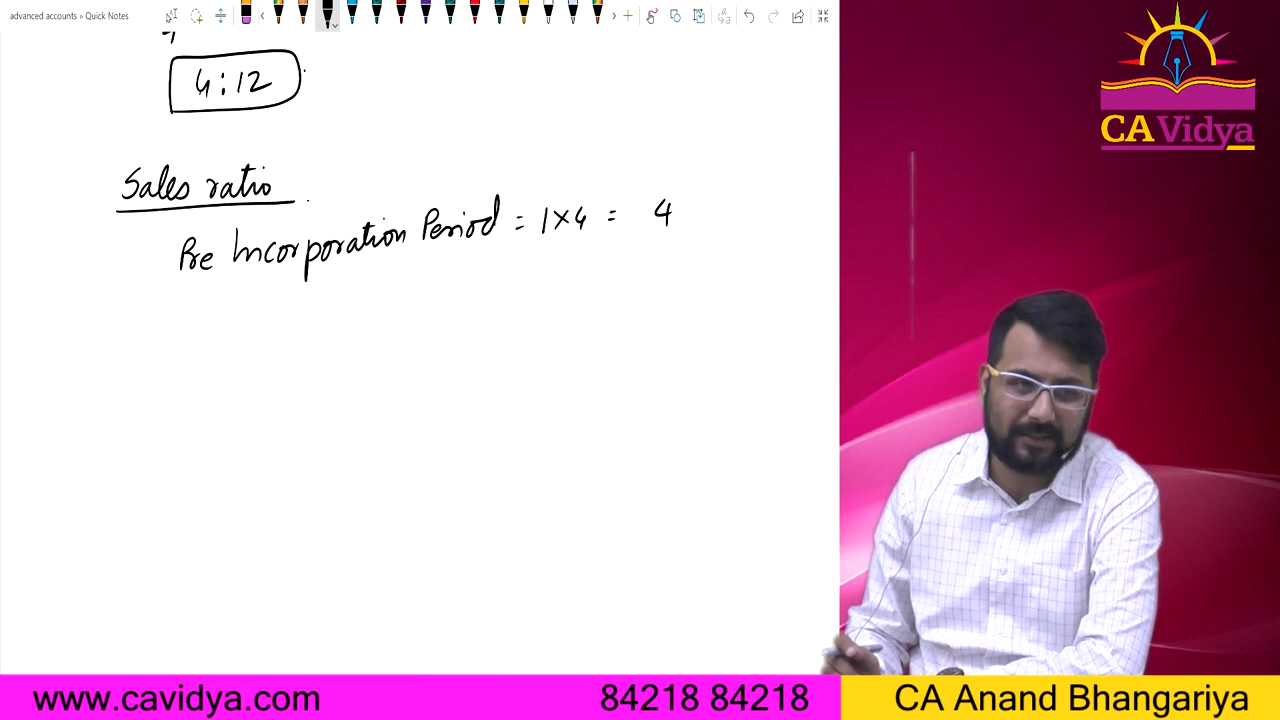 advanced accounts » Quick Notes
4:12
Sales ratio
Pre Incorporation Period = 1×4 = 4
CA Vidya
www.cavidya.com
84218 84218
CA Anand Bhangariya